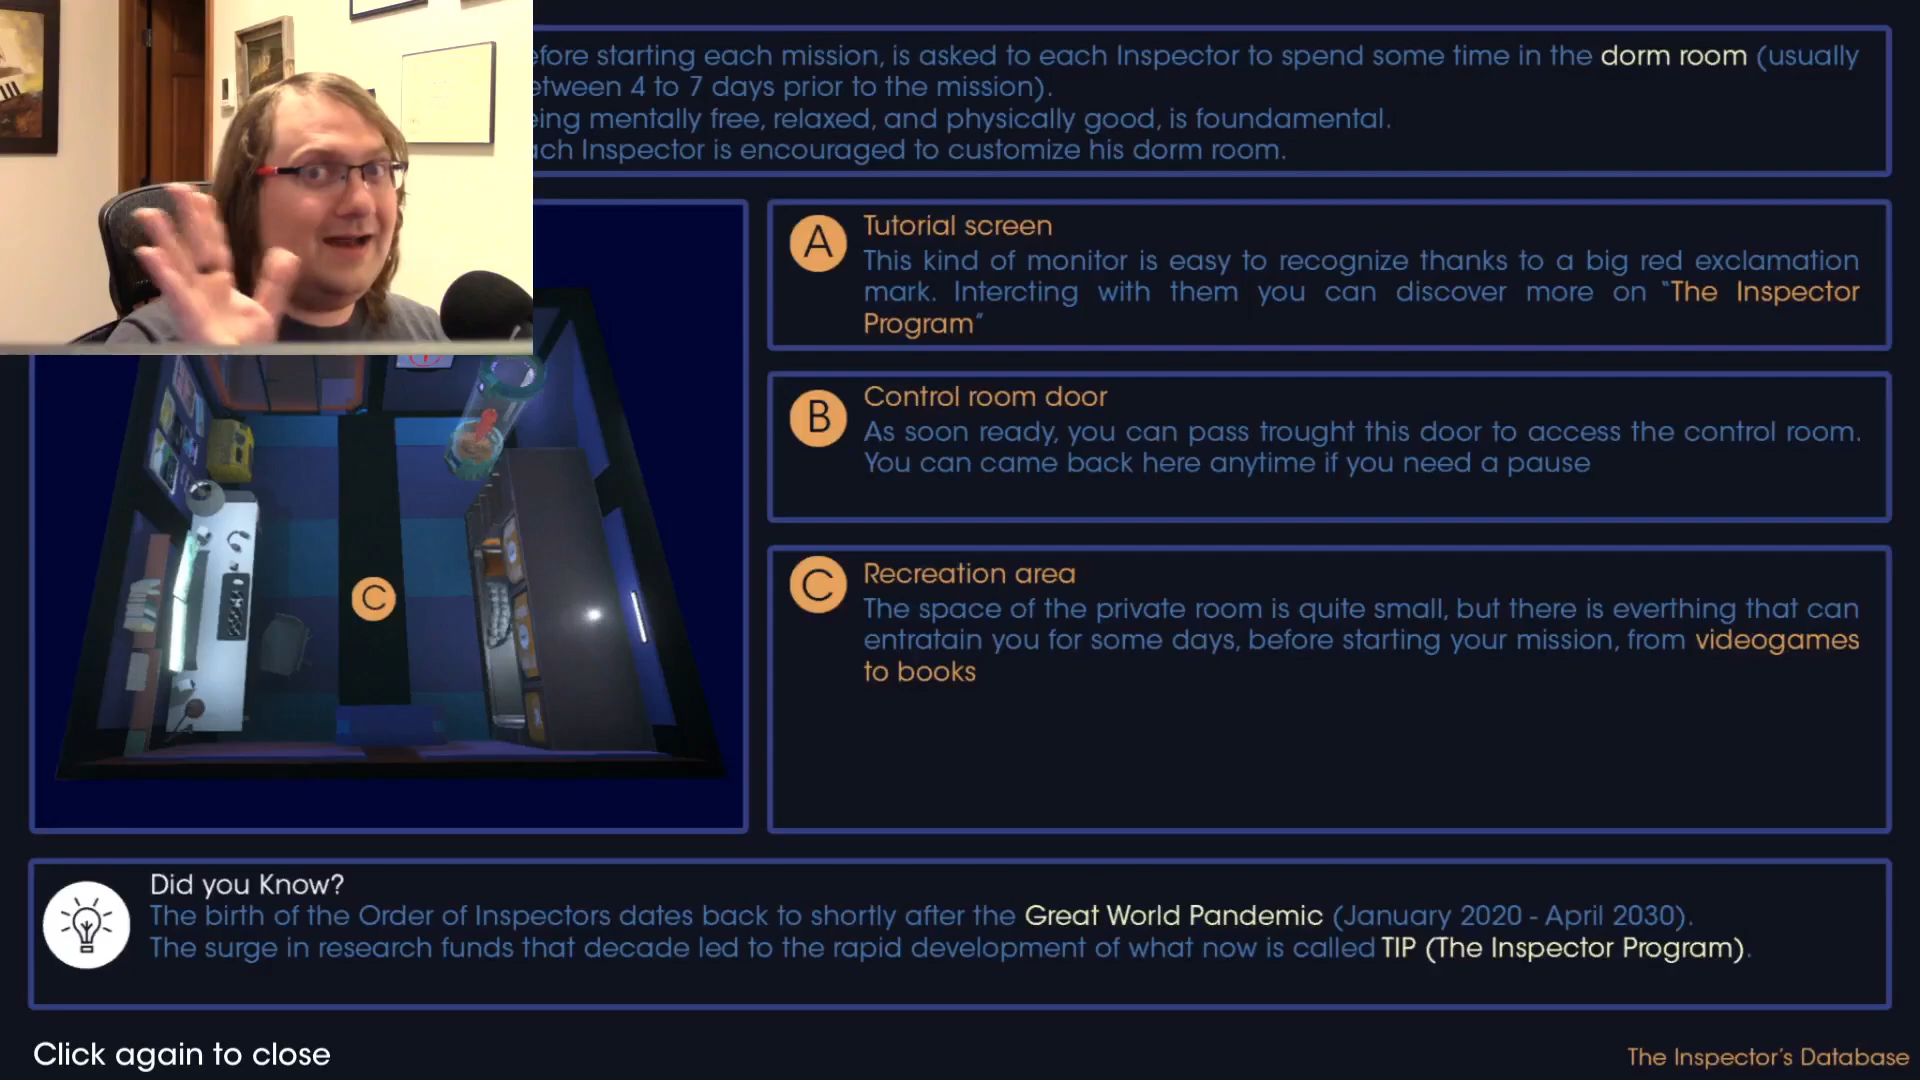 efore starting each mission, is asked to each Inspector to spend some time in the dorm room (usually
etween 4 to 7 days prior to the mission).
eing mentally free, relaxed, and physically good, is foundamental.
ach Inspector is encouraged to customize his dorm room.
A Tutorial screen
This kind of monitor is easy to recognize thanks to a big red exclamation
mark. Intercting with them you can discover more on “The Inspector
Program”
B Control room door
As soon ready, you can pass trought this door to access the control room.
You can came back here anytime if you need a pause
C
C Recreation area
The space of the private room is quite small, but there is everthing that can
entratain you for some days, before starting your mission, from videogames
to books
Did you Know?
The birth of the Order of Inspectors dates back to shortly after the Great World Pandemic (January 2020 - April 2030).
The surge in research funds that decade led to the rapid development of what now is called TIP (The Inspector Program).
Click again to close
The Inspector's Database